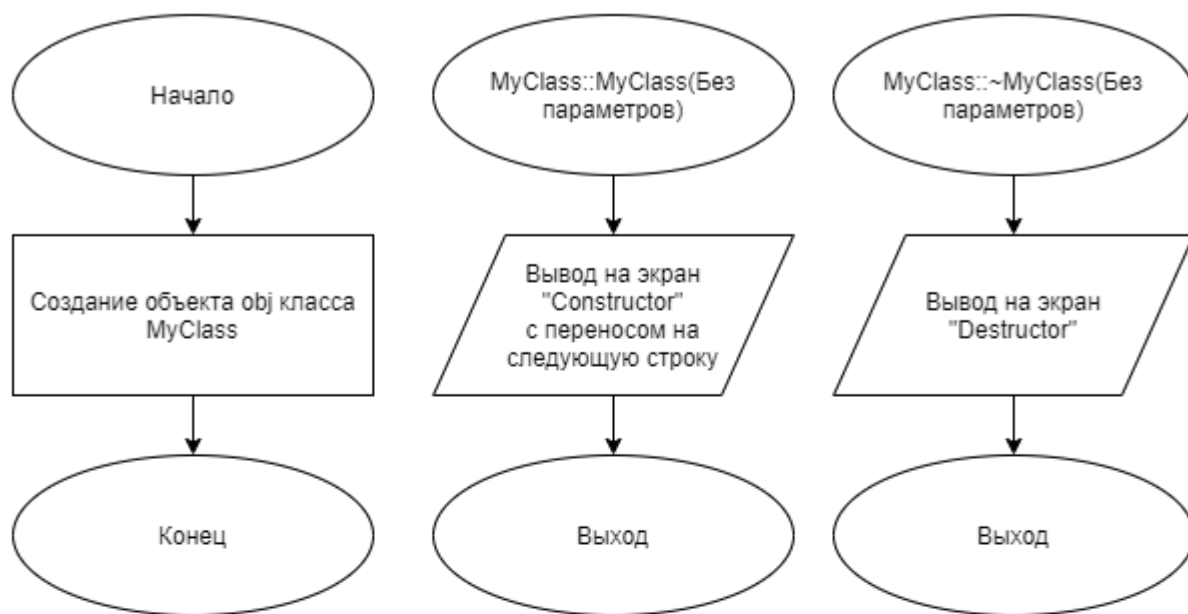 Начало
Создание объекта obj класса
MyClass
Конец
MyClass::MyClass(Без
параметров)
Вывод на экран
"Constructor"
с переносом на
следующую строку
Выход
MyClass::~MyClass(Без
параметров)
Вывод на экран
"Destructor"
Выход